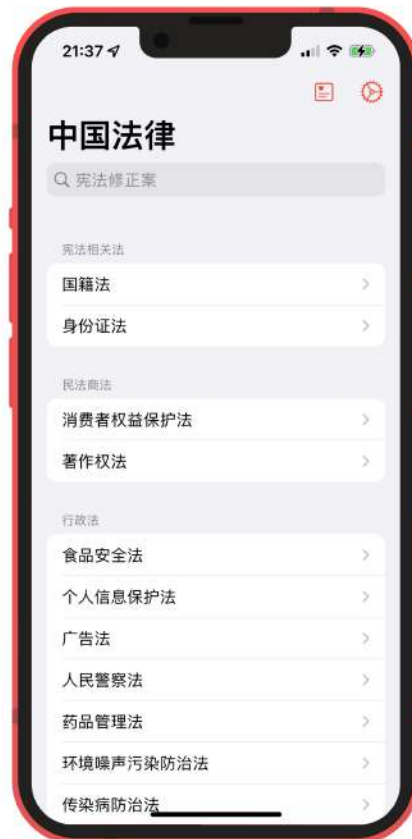 21:37
中国法律
宪法修正案
宪法相关法
国籍法
身份证法
民法商法
消费者权益保护法
著作权法
行政法
食品安全法
个人信息保护法
广告法
人民警察法
药品管理法
环境噪声污染防治法
传染病防治法